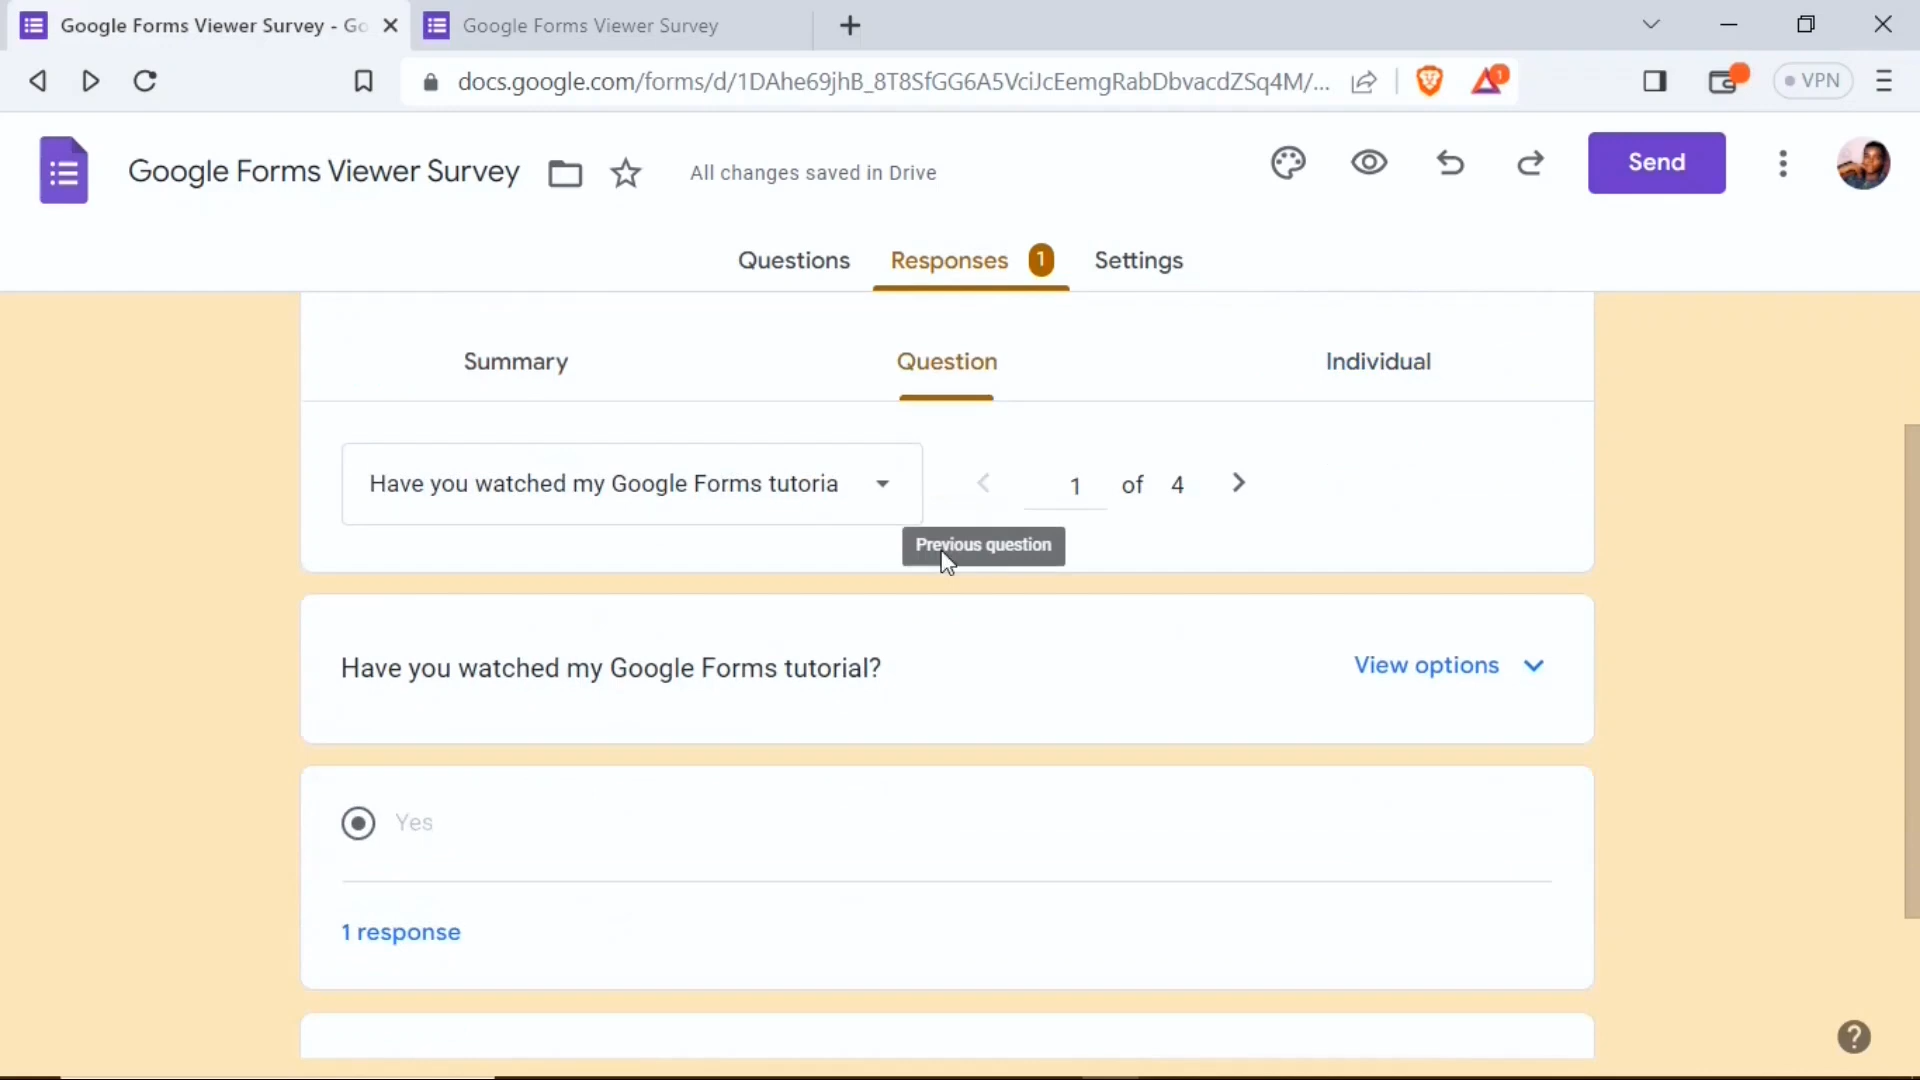 Google Forms Viewer Survey - Go
Google Forms Viewer Survey
docs.google.com/forms/d/1DAhe69jhB_8T8SfGG6A5VciJcEemgRabDbvacdZSq4M/...
1
VPN
Google Forms Viewer Survey
All changes saved in Drive
Send
Questions
Responses
1
Settings
Summary
Question
Individual
Have you watched my Google Forms tutoria
1 of 4
Previous question
Have you watched my Google Forms tutorial?
View options
Yes
1 response
?